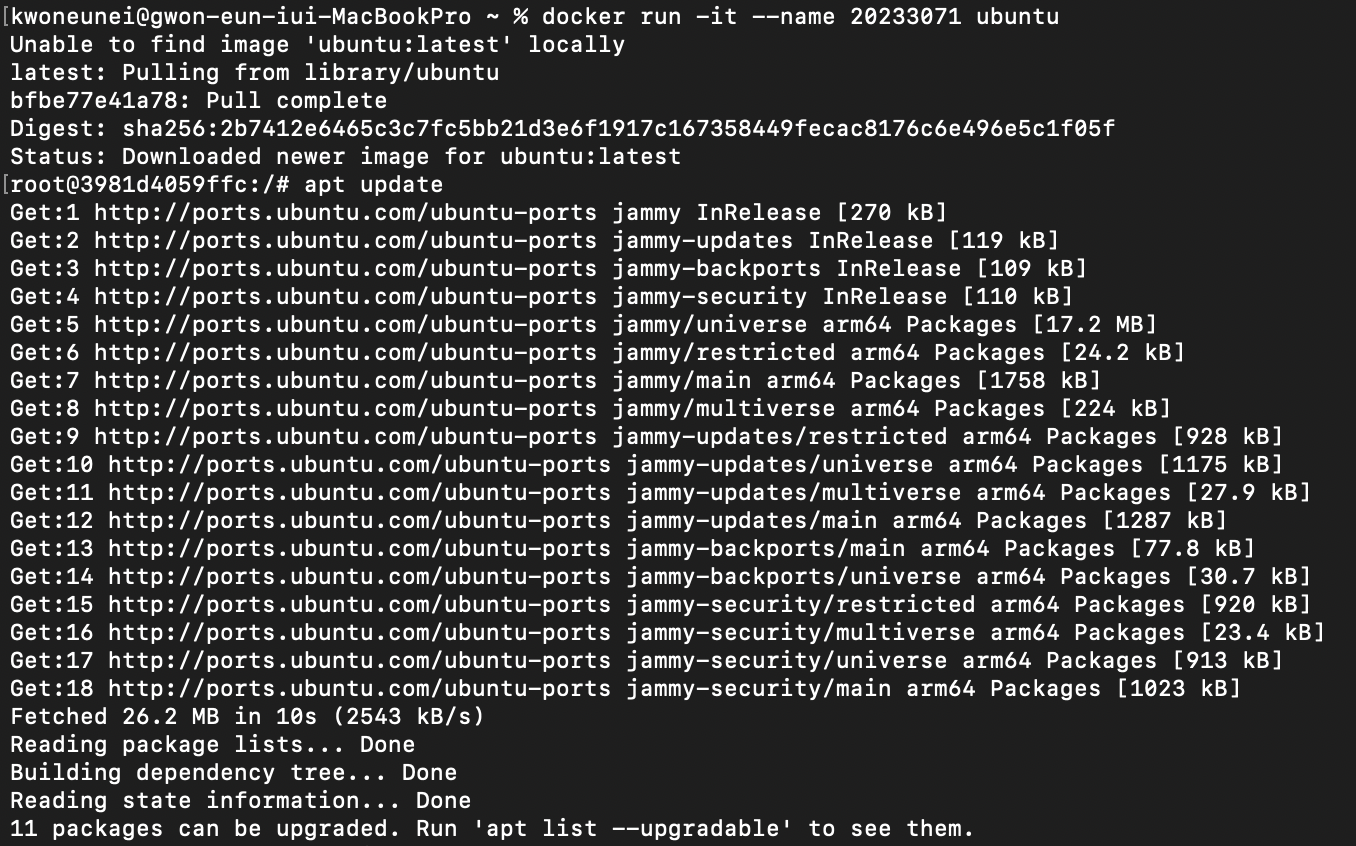 [kwoneunei@gwon-eun-iui-MacBookPro ~ % docker run -it --name 20233071 ubuntu
Unable to find image 'ubuntu:latest' locally
latest: Pulling from library/ubuntu
bfbe77e41a78: Pull complete
Digest: sha256:2b7412e6465c3c7fc5bb21d3e6f1917c167358449fecac8176c6e496e5c1f05f
Status: Downloaded newer image for ubuntu:latest
[root@3981d4059ffc:/# apt update
Get:1 http://ports.ubuntu.com/ubuntu-ports jammy InRelease [270 kB]
Get:2 http://ports.ubuntu.com/ubuntu-ports jammy-updates InRelease [119 kB]
Get:3 http://ports.ubuntu.com/ubuntu-ports jammy-backports InRelease [109 kB]
Get:4 http://ports.ubuntu.com/ubuntu-ports jammy-security InRelease [110 kB]
Get:5 http://ports.ubuntu.com/ubuntu-ports jammy/universe arm64 Packages [17.2 MB]
Get:6 http://ports.ubuntu.com/ubuntu-ports jammy/restricted arm64 Packages [24.2 kB]
Get:7 http://ports.ubuntu.com/ubuntu-ports jammy/main arm64 Packages [1758 kB]
Get:8 http://ports.ubuntu.com/ubuntu-ports jammy/multiverse arm64 Packages [224 kB]
Get:9 http://ports.ubuntu.com/ubuntu-ports jammy-updates/restricted arm64 Packages [928 kB]
Get:10 http://ports.ubuntu.com/ubuntu-ports jammy-updates/universe arm64 Packages [1175 kB]
Get:11 http://ports.ubuntu.com/ubuntu-ports jammy-updates/multiverse arm64 Packages [27.9 kB]
Get:12 http://ports.ubuntu.com/ubuntu-ports jammy-updates/main arm64 Packages [1287 kB]
Get:13 http://ports.ubuntu.com/ubuntu-ports jammy-backports/main arm64 Packages [77.8 kB]
Get:14 http://ports.ubuntu.com/ubuntu-ports jammy-backports/universe arm64 Packages [30.7 kB]
Get:15 http://ports.ubuntu.com/ubuntu-ports jammy-security/restricted arm64 Packages [920 kB]
Get:16 http://ports.ubuntu.com/ubuntu-ports jammy-security/multiverse arm64 Packages [23.4 kB]
Get:17 http://ports.ubuntu.com/ubuntu-ports jammy-security/universe arm64 Packages [913 kB]
Get:18 http://ports.ubuntu.com/ubuntu-ports jammy-security/main arm64 Packages [1023 kB]
Fetched 26.2 MB in 10s (2543 kB/s)
Reading package lists... Done
Building dependency tree... Done
Reading state information... Done
11 packages can be upgraded. Run 'apt list --upgradable' to see them.